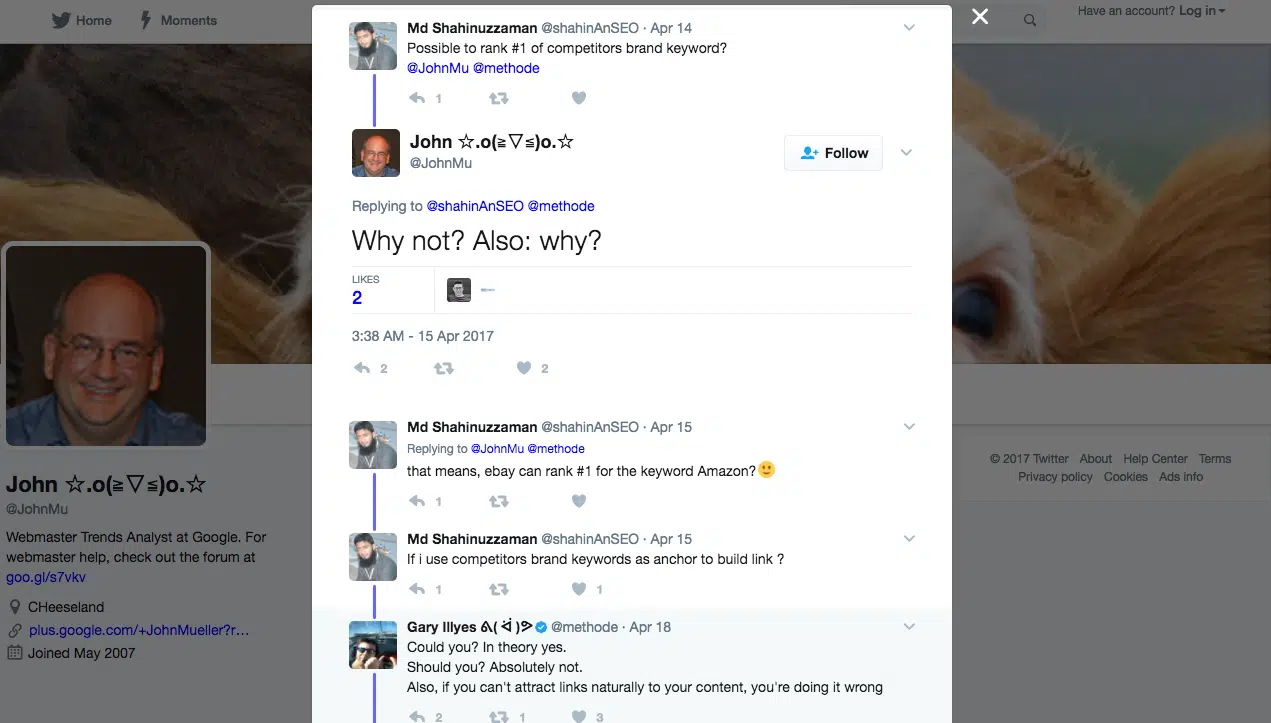 Home
Moments
Have an account? Log in
Md Shahinuzzaman @shahinAnSEO · Apr 14
Possible to rank #1 of competitors brand keyword?
@JohnMu @methode
1
John ☆.o(≧▽≦)o.☆
@JohnMu
Follow
Replying to @shahinAnSEO @methode
Why not? Also: why?
LIKES
2
3:38 AM - 15 Apr 2017
2
2
Md Shahinuzzaman @shahinAnSEO · Apr 15
Replying to @JohnMu @methode
that means, ebay can rank #1 for the keyword Amazon?🙂
1
Md Shahinuzzaman @shahinAnSEO · Apr 15
If i use competitors brand keywords as anchor to build link ?
1
1
Gary Illyes ᕕ( ᐛ )ᕗ @methode · Apr 18
Could you? In theory yes.
Should you? Absolutely not.
Also, if you can't attract links naturally to your content, you're doing it wrong
2
1
3
John ☆.o(≧▽≦)o.☆
@JohnMu
Webmaster Trends Analyst at Google. For
webmaster help, check out the forum at
goo.gl/s7vkv
CHeeseland
plus.google.com/+JohnMueller?r…
Joined May 2007
© 2017 Twitter About Help Center Terms
Privacy policy Cookies Ads info